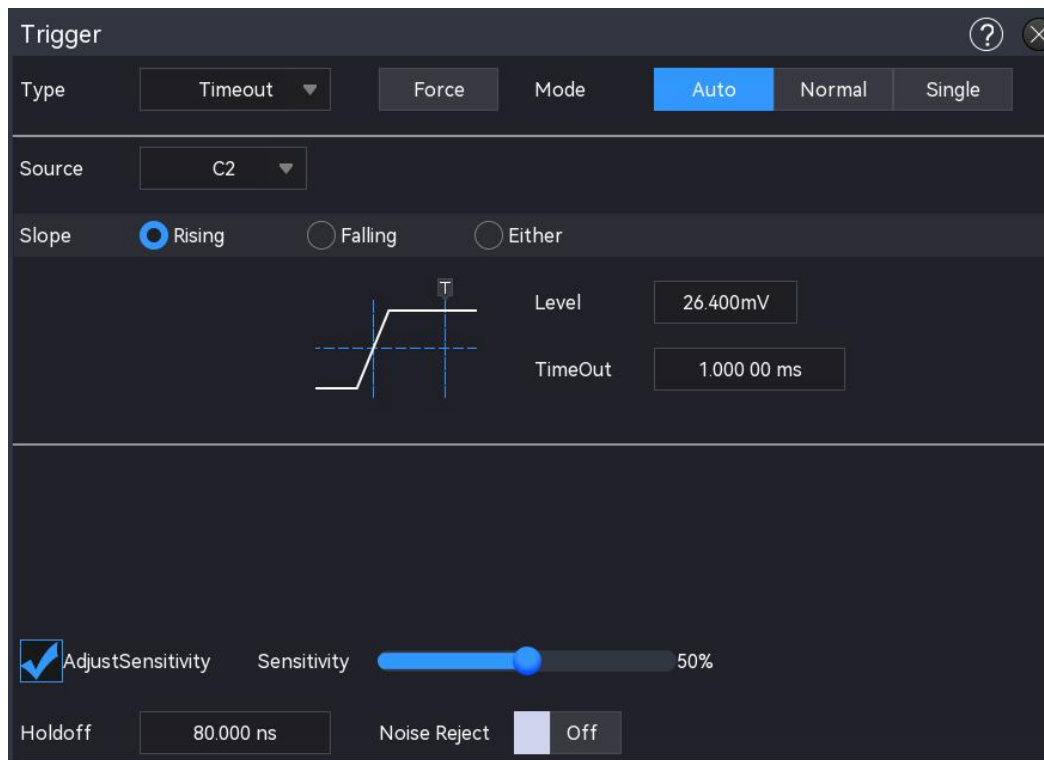 Trigger ?
Type Timeout Force Mode Auto Normal Single
Source C2
Slope Rising Falling Either
T
Level 26.400mV
TimeOut 1.000 00 ms
AdjustSensitivity Sensitivity 50%
Holdoff 80.000 ns Noise Reject Off